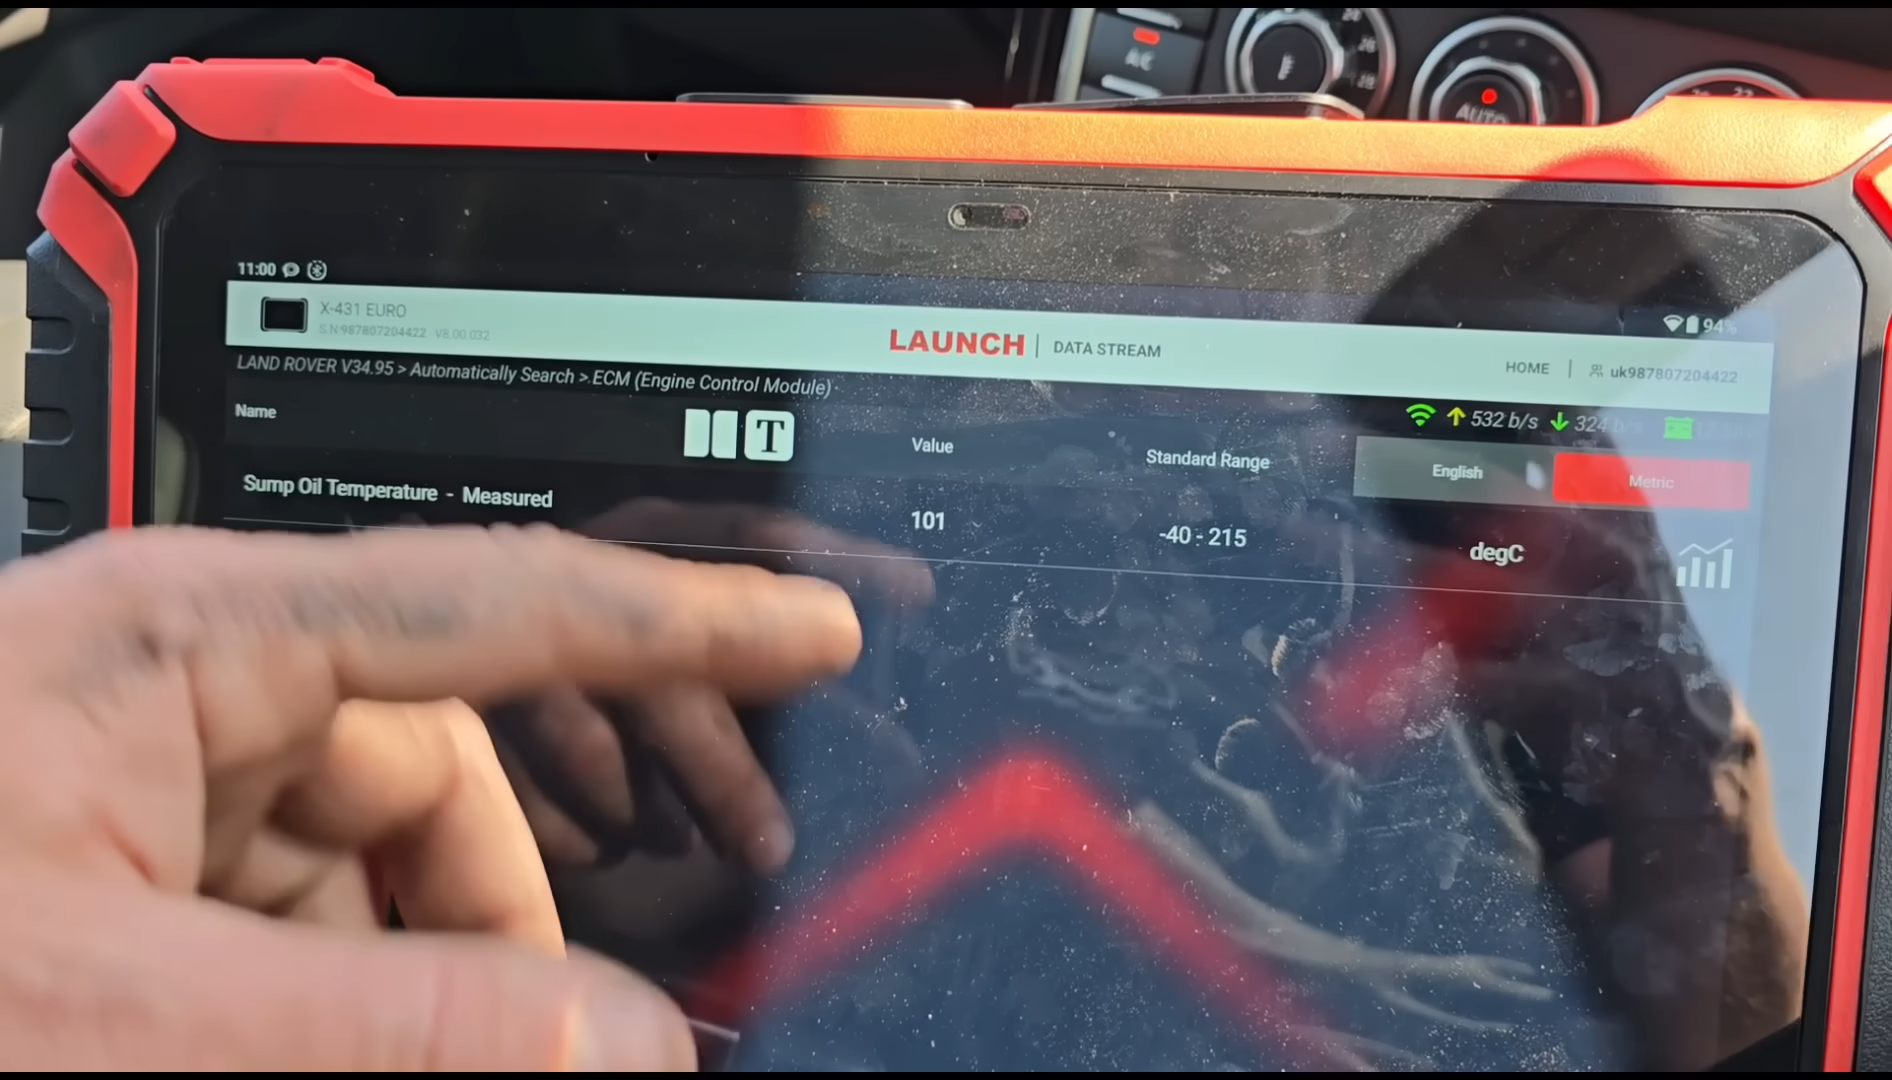 AC
AUTO
11:00
94%
X-431 EURO
S.N:987807204422 V8.00.032
LAUNCH | DATA STREAM
HOME | uk987807204422
LAND ROVER V34.95 > Automatically Search > ECM (Engine Control Module)
532 b/s 324 b/s
Name T Value Standard Range English Metric
Sump Oil Temperature - Measured 101 -40 - 215 degC